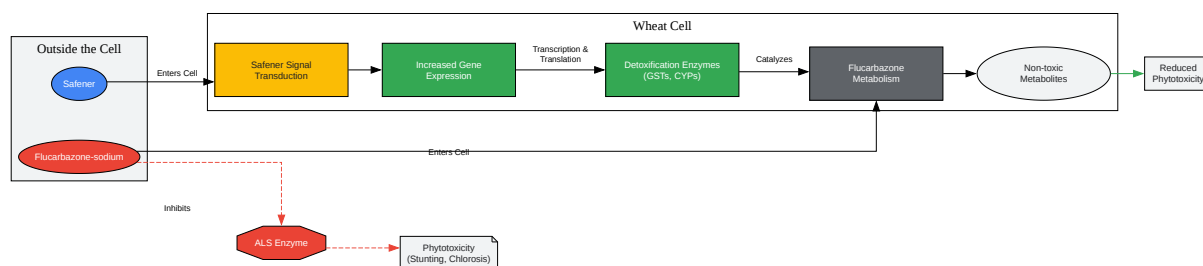 Outside the Cell
Safener
Flucarbazone-sodium
Enters Cell
Wheat Cell
Safener Signal
Transduction
Increased Gene
Expression
Transcription &
Translation
Detoxification Enzymes
(GSTs, CYPs)
Catalyzes
Flucarbazone
Metabolism
Non-toxic
Metabolites
Reduced
Phytotoxicity
Enters Cell
Inhibits
ALS Enzyme
Phytotoxicity
(Stunting, Chlorosis)